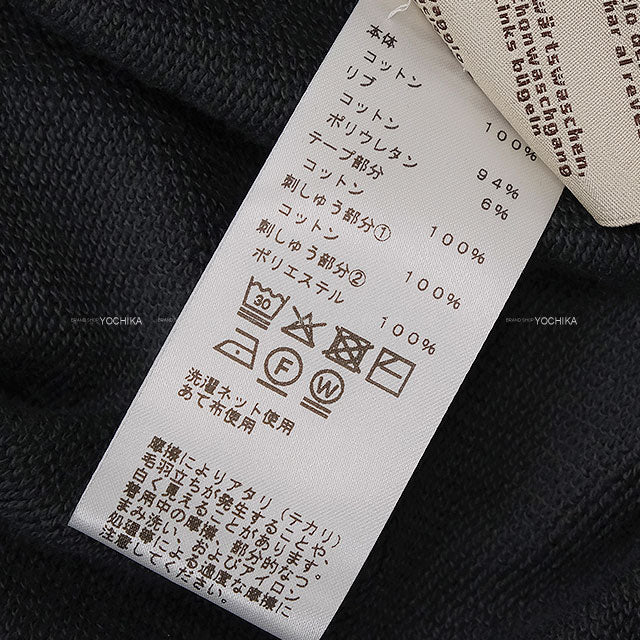 本体
コットン 100%
リブ
コットン 94%
ポリウレタン 6%
テープ部分
コットン 100%
刺しゅう部分①
コットン 100%
刺しゅう部分②
ポリエステル 100%
30
F W
洗濯ネット使用
あて布使用
摩擦によりアタリ（テカリ）
毛羽立ちが発生することや、
白く見えることがあります。
着用中の摩擦、部分的なつ
まみ洗い、およびアイロン
処理等による過度な摩擦に
注意してください。
wärts waschen,
honwaschgang
inks bügeln
BRAND SHOP YOCHIKA
BRAND SHOP YOCHIKA